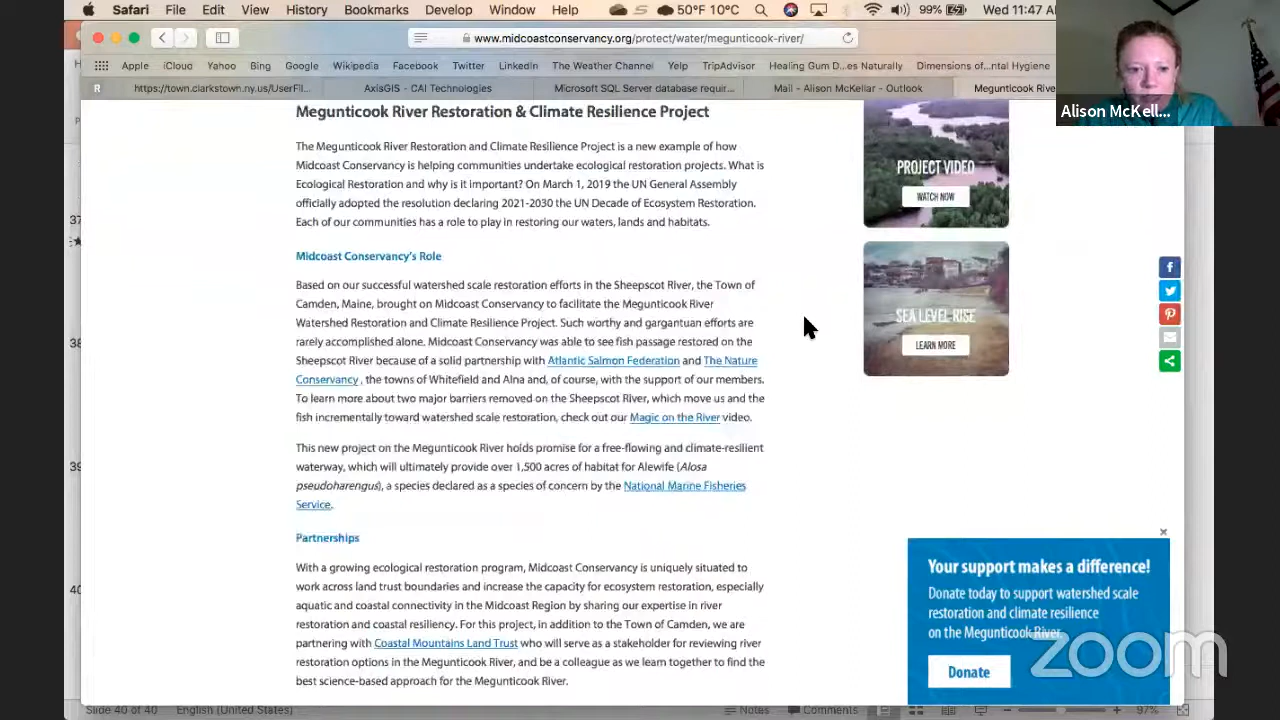 Safari File Edit View History Bookmarks Develop Window Help 50°F 10°C 99% Wed 11:47 AM
www.midcoastconservancy.org/protect/water/megunticook-river/
Apple iCloud Yahoo Bing Google Wikipedia Facebook Twitter LinkedIn The Weather Channel Yelp TripAdvisor Healing Gum D...es Naturally Dimensions of...ntal Hygiene
R https://town.clarkstown.ny.us/UserFil... AxisGIS - CAI Technologies Microsoft SQL Server database requir... Mail - Alison McKellar - Outlook Megunticook River
Alison McKell...
Megunticook River Restoration & Climate Resilience Project
The Megunticook River Restoration and Climate Resilience Project is a new example of how
Midcoast Conservancy is helping communities undertake ecological restoration projects. What is
Ecological Restoration and why is it important? On March 1, 2019 the UN General Assembly
officially adopted the resolution declaring 2021-2030 the UN Decade of Ecosystem Restoration.
Each of our communities has a role to play in restoring our waters, lands and habitats.
Midcoast Conservancy's Role
Based on our successful watershed scale restoration efforts in the Sheepscot River, the Town of
Camden, Maine, brought on Midcoast Conservancy to facilitate the Megunticook River
Watershed Restoration and Climate Resilience Project. Such worthy and gargantuan efforts are
rarely accomplished alone. Midcoast Conservancy was able to see fish passage restored on the
Sheepscot River because of a solid partnership with Atlantic Salmon Federation and The Nature
Conservancy, the towns of Whitefield and Alna and, of course, with the support of our members.
To learn more about two major barriers removed on the Sheepscot River, which move us and the
fish incrementally toward watershed scale restoration, check out our Magic on the River video.
This new project on the Megunticook River holds promise for a free-flowing and climate-resilient
waterway, which will ultimately provide over 1,500 acres of habitat for Alewife (Alosa
pseudoharengus), a species declared as a species of concern by the National Marine Fisheries
Service.
Partnerships
With a growing ecological restoration program, Midcoast Conservancy is uniquely situated to
work across land trust boundaries and increase the capacity for ecosystem restoration, especially
aquatic and coastal connectivity in the Midcoast Region by sharing our expertise in river
restoration and coastal resiliency. For this project, in addition to the Town of Camden, we are
partnering with Coastal Mountains Land Trust who will serve as a stakeholder for reviewing river
restoration options in the Megunticook River, and be a colleague as we learn together to find the
best science-based approach for the Megunticook River.
PROJECT VIDEO
WATCH NOW
SEA LEVEL RISE
LEARN MORE
Your support makes a difference!
Donate today to support watershed scale
restoration and climate resilience
on the Megunticook River.
Donate
zoom
37
38
39
40
Slide 40 of 40 English (United States) Notes Comments 97%